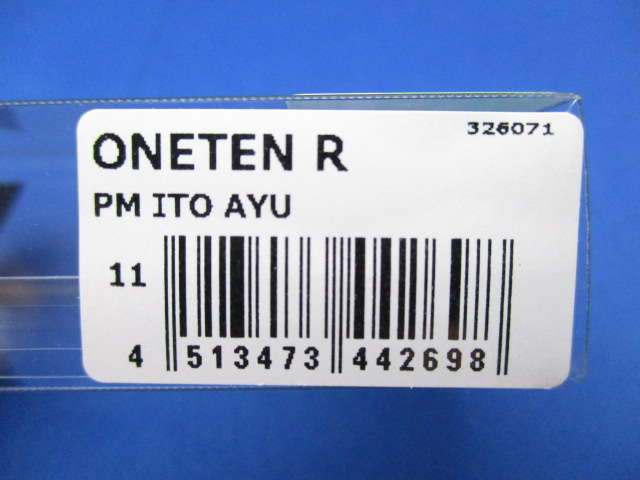 326071
ONETEN R
PM ITO AYU
11
4 513473 442698